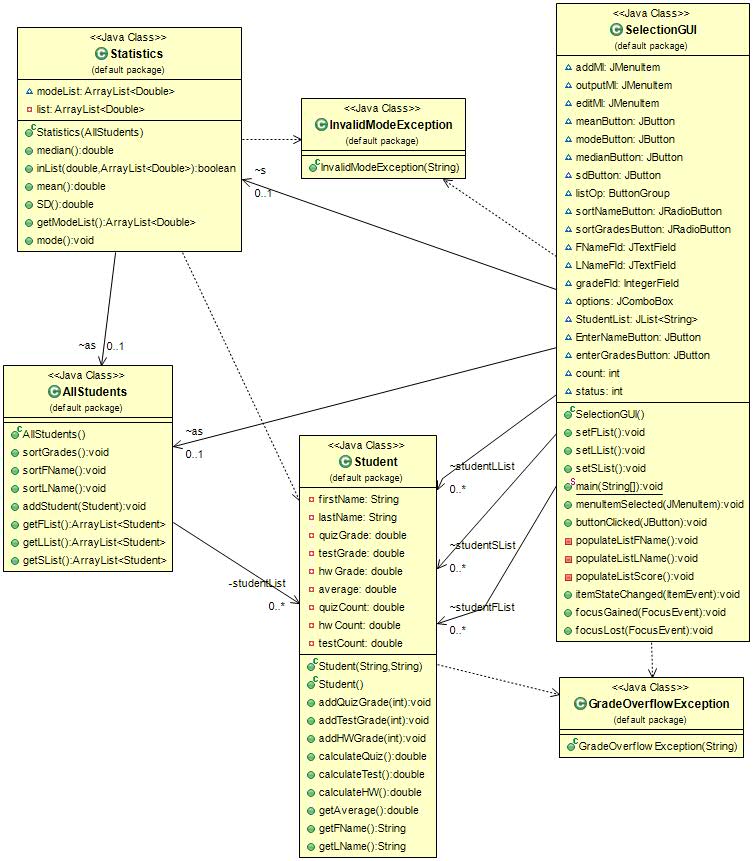 <<Java Class>>
Statistics
(default package)
modeList: ArrayList<Double>
list: ArrayList<Double>
Statistics(AllStudents)
median():double
inList(double,ArrayList<Double>):boolean
mean():double
SD():double
getModeList():ArrayList<Double>
mode():void
<<Java Class>>
InvalidModeException
(default package)
InvalidModeException(String)
<<Java Class>>
SelectionGUI
(default package)
addMI: JMenuItem
outputMI: JMenuItem
editMI: JMenuItem
meanButton: JButton
modeButton: JButton
medianButton: JButton
sdButton: JButton
listOp: ButtonGroup
sortNameButton: JRadioButton
sortGradesButton: JRadioButton
FNameFld: JTextField
LNameFld: JTextField
gradeFld: IntegerField
options: JComboBox
StudentList: JList<String>
EnterNameButton: JButton
enterGradesButton: JButton
count: int
status: int
SelectionGUI()
setFList():void
setLList():void
setSList():void
main(String[]):void
menuItemSelected(JMenuItem):void
buttonClicked(JButton):void
populateListFName():void
populateListLName():void
populateListScore():void
itemStateChanged(ItemEvent):void
focusGained(FocusEvent):void
focusLost(FocusEvent):void
~s
0..1
~as 0..1
~as
0..1
<<Java Class>>
AllStudents
(default package)
AllStudents()
sortGrades():void
sortFName():void
sortLName():void
addStudent(Student):void
getFList():ArrayList<Student>
getLList():ArrayList<Student>
getSList():ArrayList<Student>
-studentList
0..*
<<Java Class>>
Student
(default package)
firstName: String
lastName: String
quizGrade: double
testGrade: double
hwGrade: double
average: double
quizCount: double
hwCount: double
testCount: double
Student(String,String)
Student()
addQuizGrade(int):void
addTestGrade(int):void
addHWGrade(int):void
calculateQuiz():double
calculateTest():double
calculateHW():double
getAverage():double
getFName():String
getLName():String
~studentLList
0..*
~studentSList
0..*
~studentFList
0..*
<<Java Class>>
GradeOverflowException
(default package)
GradeOverflowException(String)